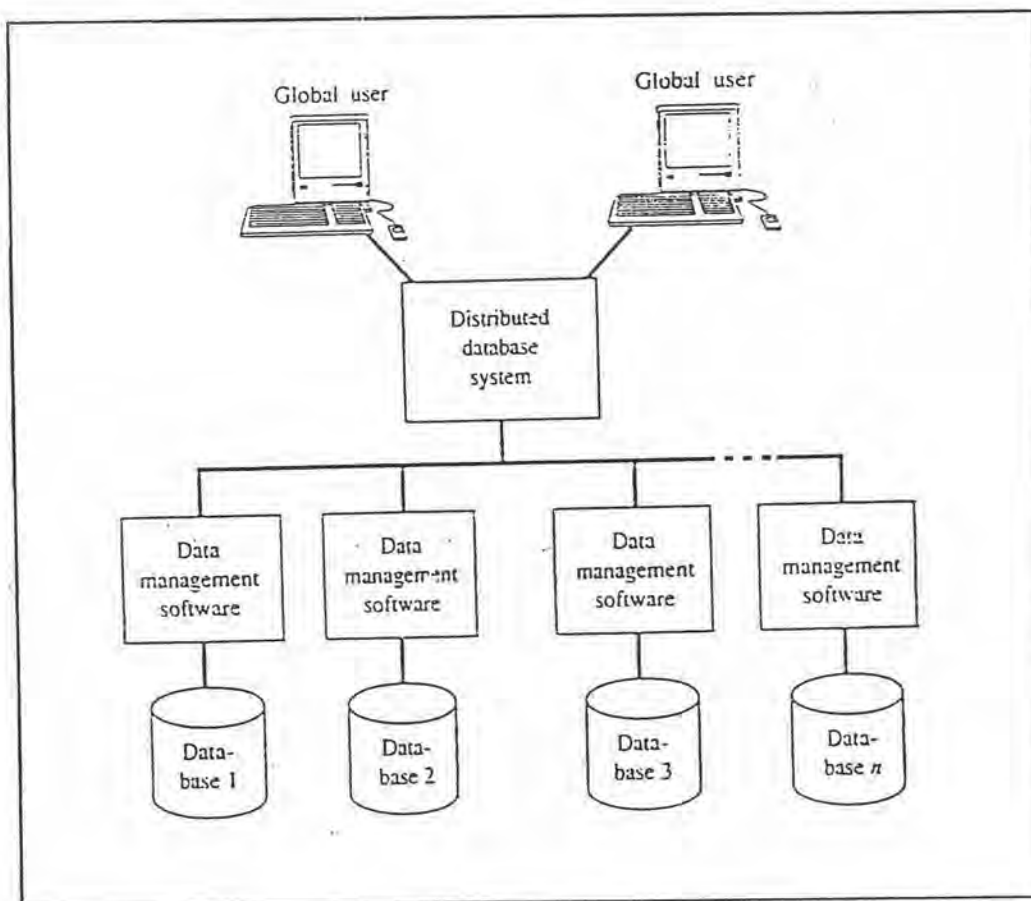 Global user
Global user
Distributed
database
system
Data
management
software
Data
management
software
Data
management
software
Data
management
software
Data-
base 1
Data-
base 2
Data-
base 3
Data-
base n